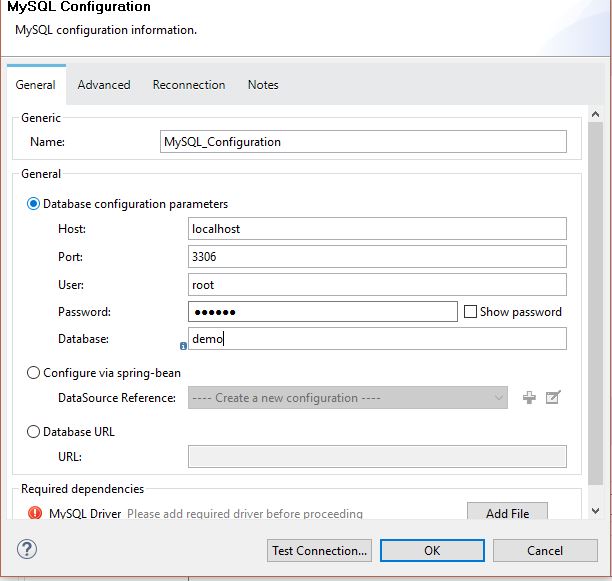 MySQL Configuration
MySQL configuration information.
General Advanced Reconnection Notes
Generic
Name: MySQL_Configuration
General
Database configuration parameters
Host: localhost
Port: 3306
User: root
Password: ●●●●●● Show password
Database: demo
Configure via spring-bean
DataSource Reference: ---- Create a new configuration ----
Database URL
URL:
Required dependencies
MySQL Driver Please add required driver before proceeding Add File
? Test Connection... OK Cancel